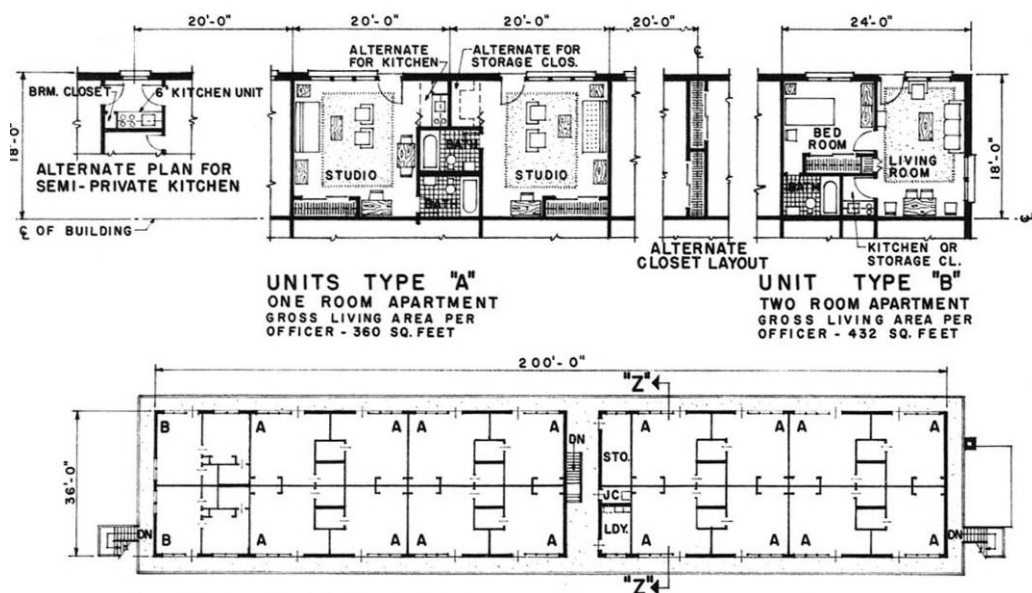 20'-0" 20'-0" 20'-0" 20'-0" 24'-0"
ALTERNATE FOR KITCHEN
ALTERNATE FOR STORAGE CLOS.
℄
BRM. CLOSET
6' KITCHEN UNIT
18'-0"
ALTERNATE PLAN FOR
SEMI-PRIVATE KITCHEN
℄ OF BUILDING
STUDIO
BATH
BATH
STUDIO
ALTERNATE
CLOSET LAYOUT
BED
ROOM
LIVING
ROOM
BATH
18'-0"
℄
KITCHEN OR
STORAGE CL.
UNITS TYPE "A"
ONE ROOM APARTMENT
GROSS LIVING AREA PER
OFFICER - 360 SQ. FEET
UNIT TYPE "B"
TWO ROOM APARTMENT
GROSS LIVING AREA PER
OFFICER - 432 SQ. FEET
200'-0"
"Z"
36'-0"
B A A A A A A A A
DN
STO.
JC
LDY.
DN
B A A A A A A A A
DN
"Z"